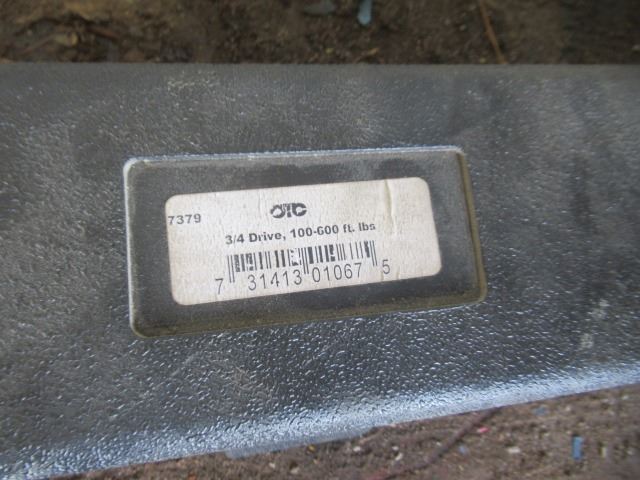 7379 OTC
3/4 Drive, 100-600 ft. lbs
7 31413 01067 5